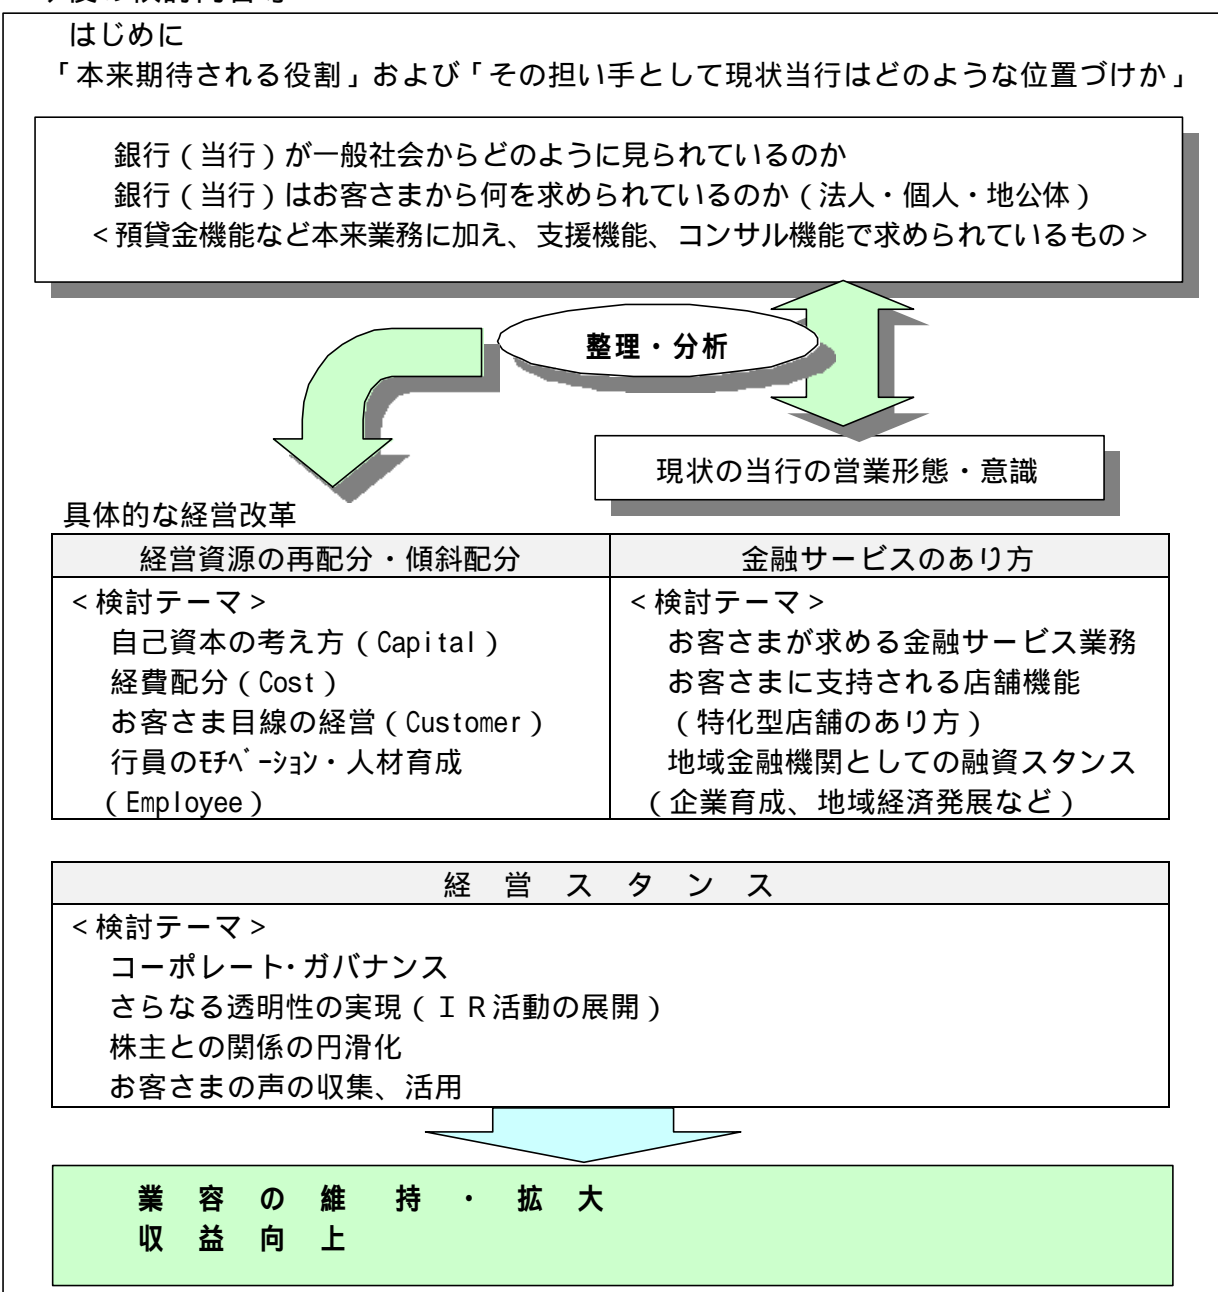 はじめに
「本来期待される役割」および「その担い手として現状当行はどのような位置づけか」
銀行（当行）が一般社会からどのように見られているのか
銀行（当行）はお客さまから何を求められているのか（法人・個人・地公体）
＜預貸金機能など本来業務に加え、支援機能、コンサル機能で求められているもの＞
整理・分析
現状の当行の営業形態・意識
具体的な経営改革
経営資源の再配分・傾斜配分
＜検討テーマ＞
自己資本の考え方（Capital）
経費配分（Cost）
お客さま目線の経営（Customer）
行員のﾓﾁﾍﾞｰｼｮﾝ・人材育成
（Employee）
金融サービスのあり方
＜検討テーマ＞
お客さまが求める金融サービス業務
お客さまに支持される店舗機能
（特化型店舗のあり方）
地域金融機関としての融資スタンス
（企業育成、地域経済発展など）
経　営　ス　タ　ン　ス
＜検討テーマ＞
コーポレート・ガバナンス
さらなる透明性の実現（ＩＲ活動の展開）
株主との関係の円滑化
お客さまの声の収集、活用
業　容　の　維　持　・　拡　大
収　益　向　上